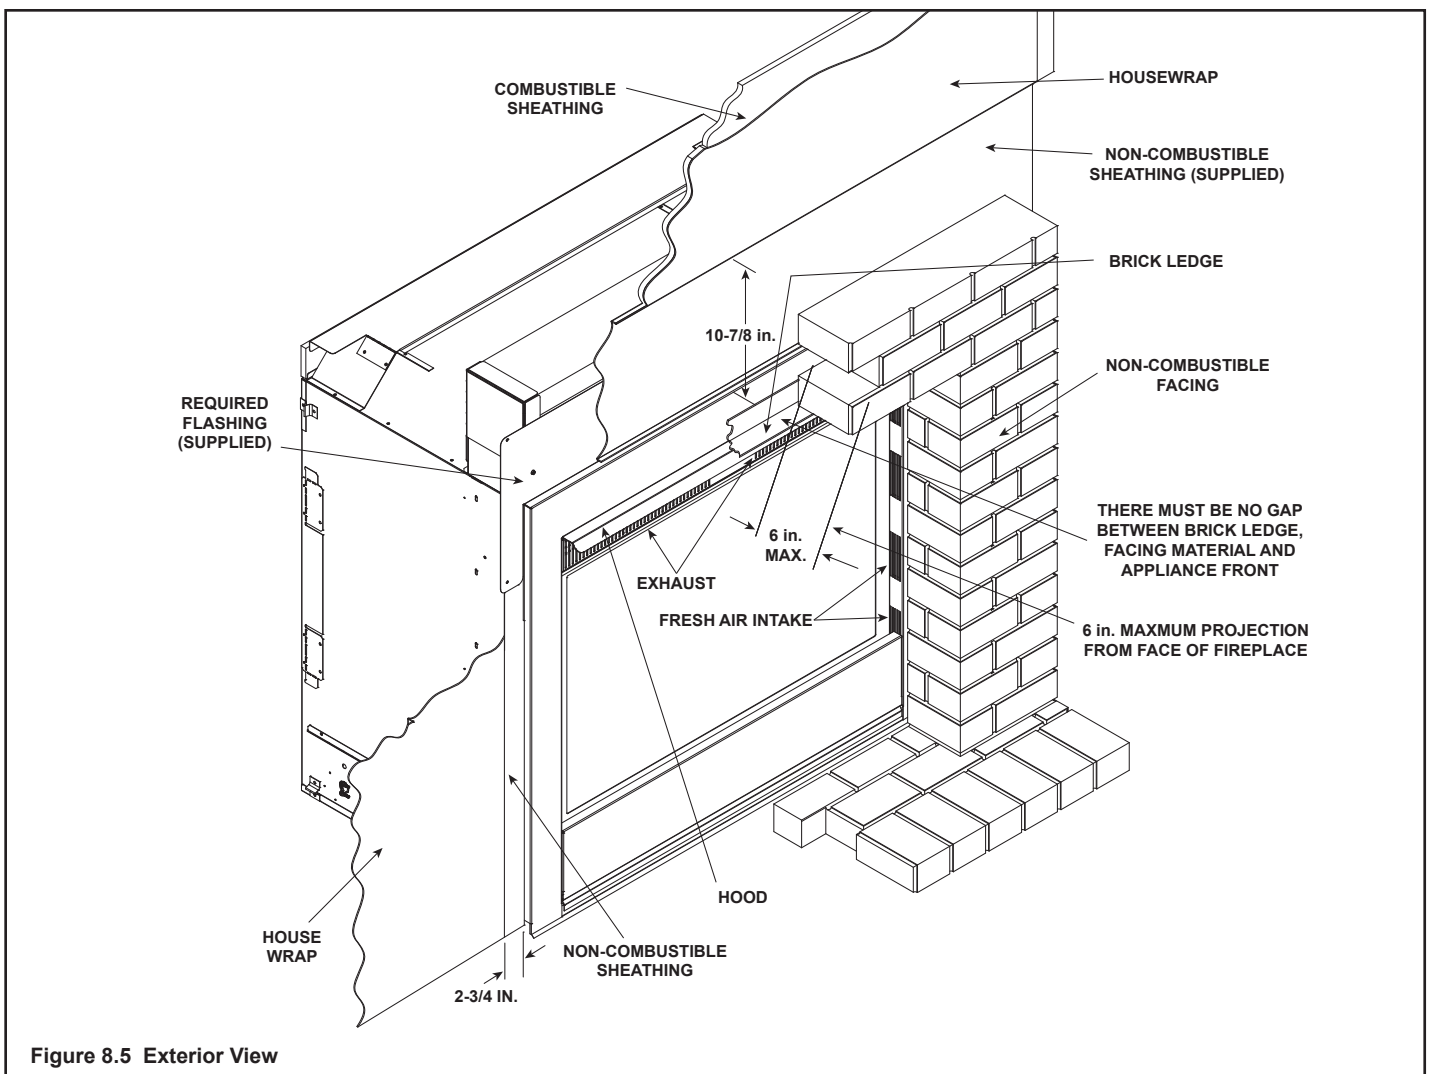 COMBUSTIBLE
SHEATHING
HOUSEWRAP
NON-COMBUSTIBLE
SHEATHING (SUPPLIED)
BRICK LEDGE
10-7/8 in.
NON-COMBUSTIBLE
FACING
REQUIRED
FLASHING
(SUPPLIED)
THERE MUST BE NO GAP
BETWEEN BRICK LEDGE,
FACING MATERIAL AND
APPLIANCE FRONT
6 in.
MAX.
EXHAUST
FRESH AIR INTAKE
6 in. MAXMUM PROJECTION
FROM FACE OF FIREPLACE
HOOD
HOUSE
WRAP
NON-COMBUSTIBLE
SHEATHING
2-3/4 IN.
Figure 8.5 Exterior View